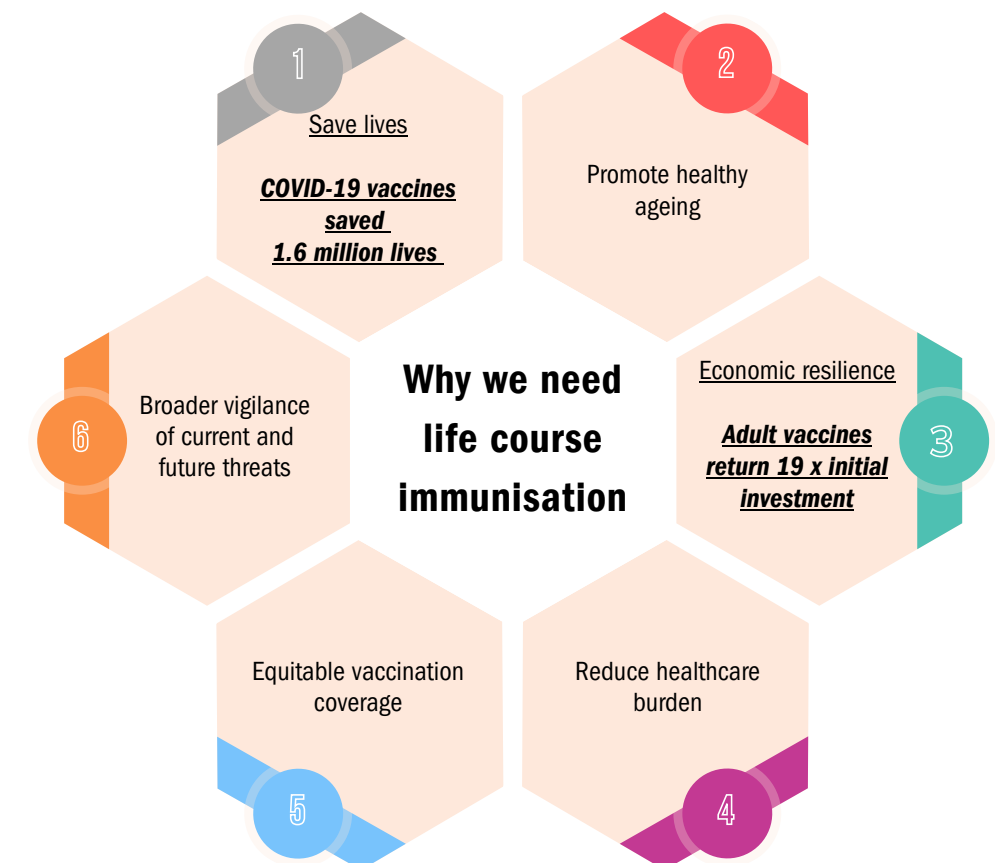 1
Save lives
COVID-19 vaccines
saved
1.6 million lives
2
Promote healthy
ageing
Why we need
life course
immunisation
3
Economic resilience
Adult vaccines
return 19 x initial
investment
4
Reduce healthcare
burden
5
Equitable vaccination
coverage
6
Broader vigilance
of current and
future threats